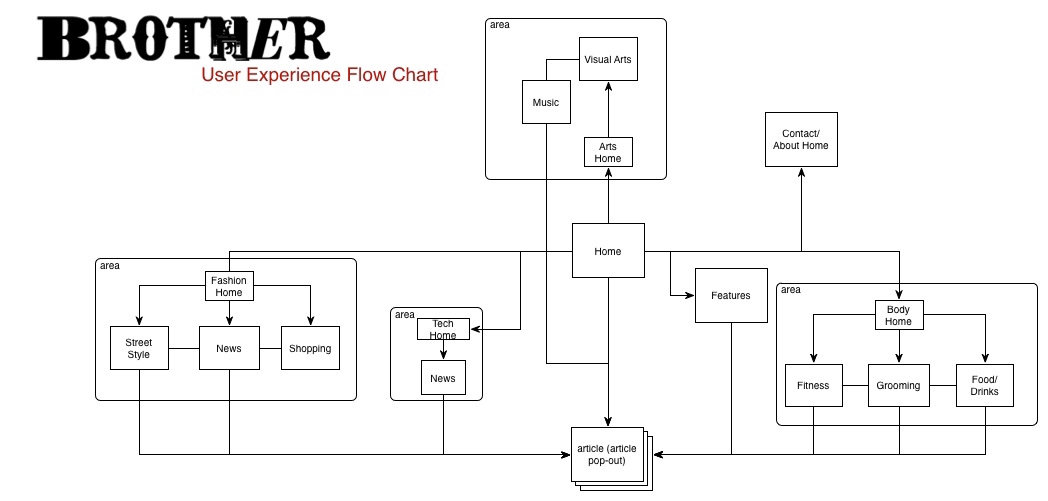 BROTHER
User Experience Flow Chart
area
Visual Arts
Music
Arts
Home
Contact/
About Home
Home
area
Fashion
Home
Street
Style
News
Shopping
area
Tech
Home
News
Features
area
Body
Home
Fitness
Grooming
Food/
Drinks
article (article
pop-out)